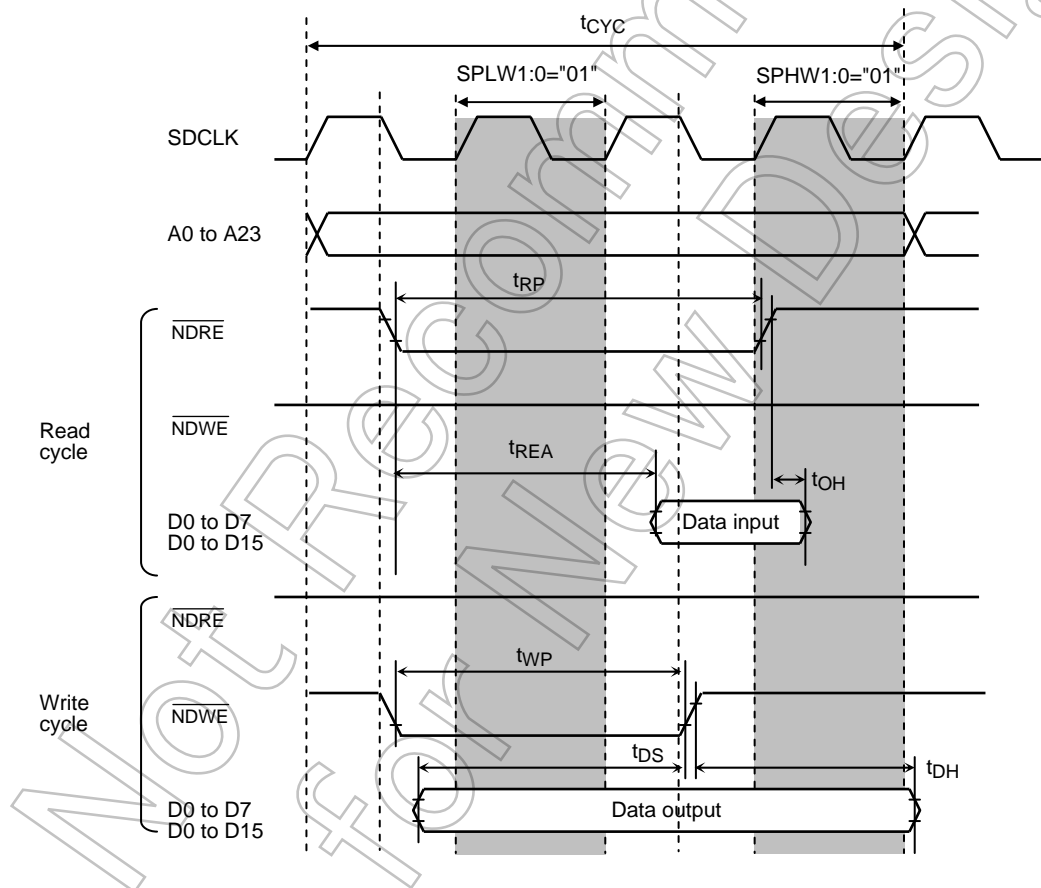 tCYC
SPLW1:0="01"
SPHW1:0="01"
SDCLK
A0 to A23
tRP
NDRE
Read
cycle
NDWE
tREA
tOH
D0 to D7
D0 to D15
Data input
NDRE
tWP
Write
cycle
NDWE
tDS
tDH
D0 to D7
D0 to D15
Data output
Not Recomm
for New Desi